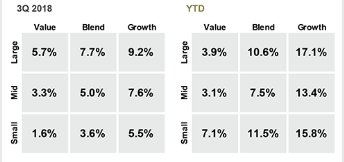 3Q 2018
YTD
Value Blend Growth
Value Blend Growth
Large
5.7% 7.7% 9.2%
Large
3.9% 10.6% 17.1%
Mid
3.3% 5.0% 7.6%
Mid
3.1% 7.5% 13.4%
Small
1.6% 3.6% 5.5%
Small
7.1% 11.5% 15.8%